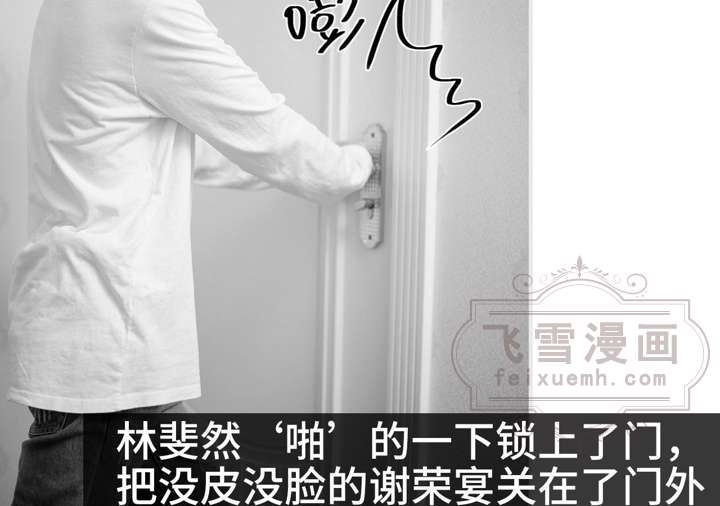 嘭
飞雪漫画
feixuemh.com
林斐然‘啪’的一下锁上了门，
把没皮没脸的谢荣宴关在了门外